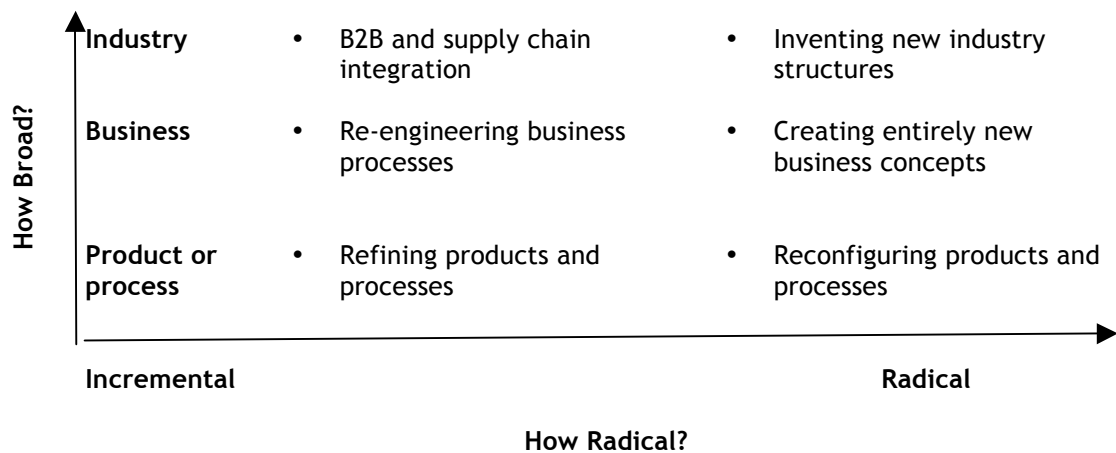 How Broad?
Industry
• B2B and supply chain
integration
• Inventing new industry
structures
Business
• Re-engineering business
processes
• Creating entirely new
business concepts
Product or
process
• Refining products and
processes
• Reconfiguring products and
processes
Incremental
Radical
How Radical?